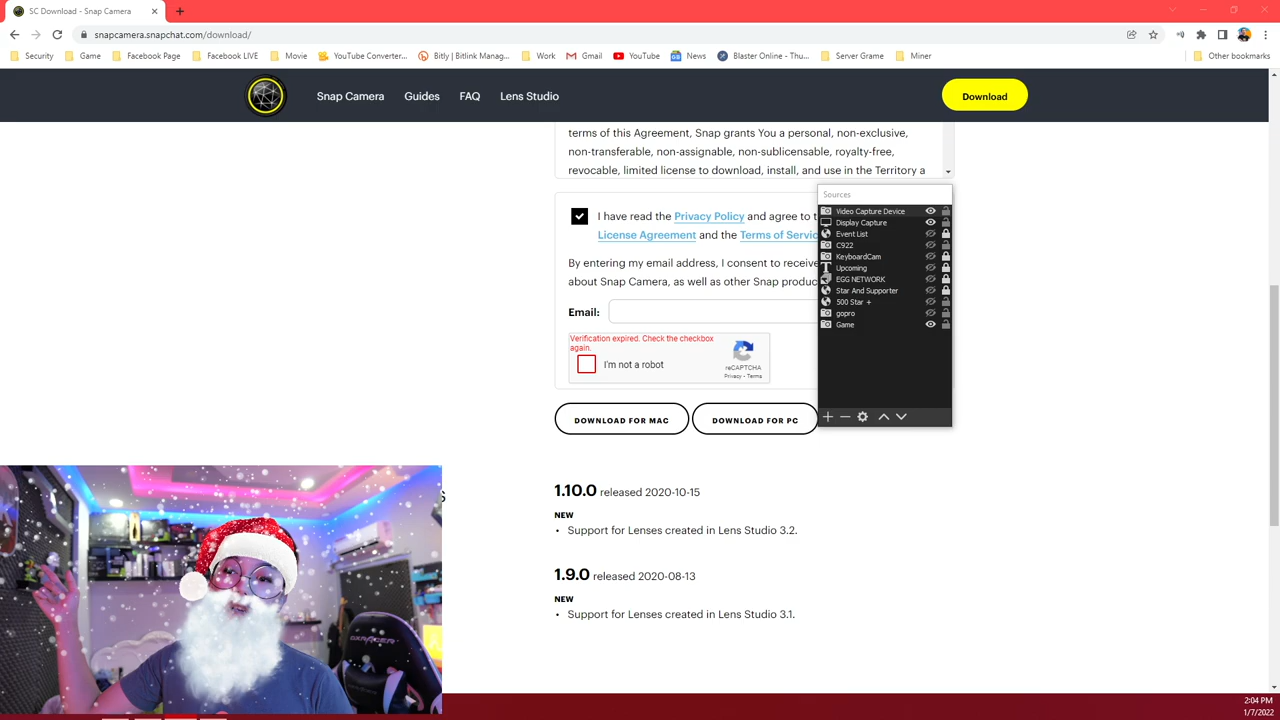 SC Download - Snap Camera
snapcamera.snapchat.com/download/
Security Game Facebook Page Facebook LIVE Movie YouTube Converter... Bitly | Bitlink Manag... Work Gmail YouTube News Blaster Online - Thu... Server Grame Miner Other bookmarks
Snap Camera Guides FAQ Lens Studio Download
terms of this Agreement, Snap grants You a personal, non-exclusive,
non-transferable, non-assignable, non-sublicensable, royalty-free,
revocable, limited license to download, install, and use in the Territory a
I have read the Privacy Policy and agree to t
License Agreement and the Terms of Servic
By entering my email address, I consent to receive
about Snap Camera, as well as other Snap produc
Email:
Verification expired. Check the checkbox
again.
I'm not a robot
reCAPTCHA
Privacy - Terms
DOWNLOAD FOR MAC DOWNLOAD FOR PC
Sources
Video Capture Device
Display Capture
Event List
C922
KeyboardCam
Upcoming
EGG NETWORK
Star And Supporter
500 Star +
gopro
Game
1.10.0 released 2020-10-15
NEW
• Support for Lenses created in Lens Studio 3.2.
1.9.0 released 2020-08-13
NEW
• Support for Lenses created in Lens Studio 3.1.
2:04 PM
1/7/2022